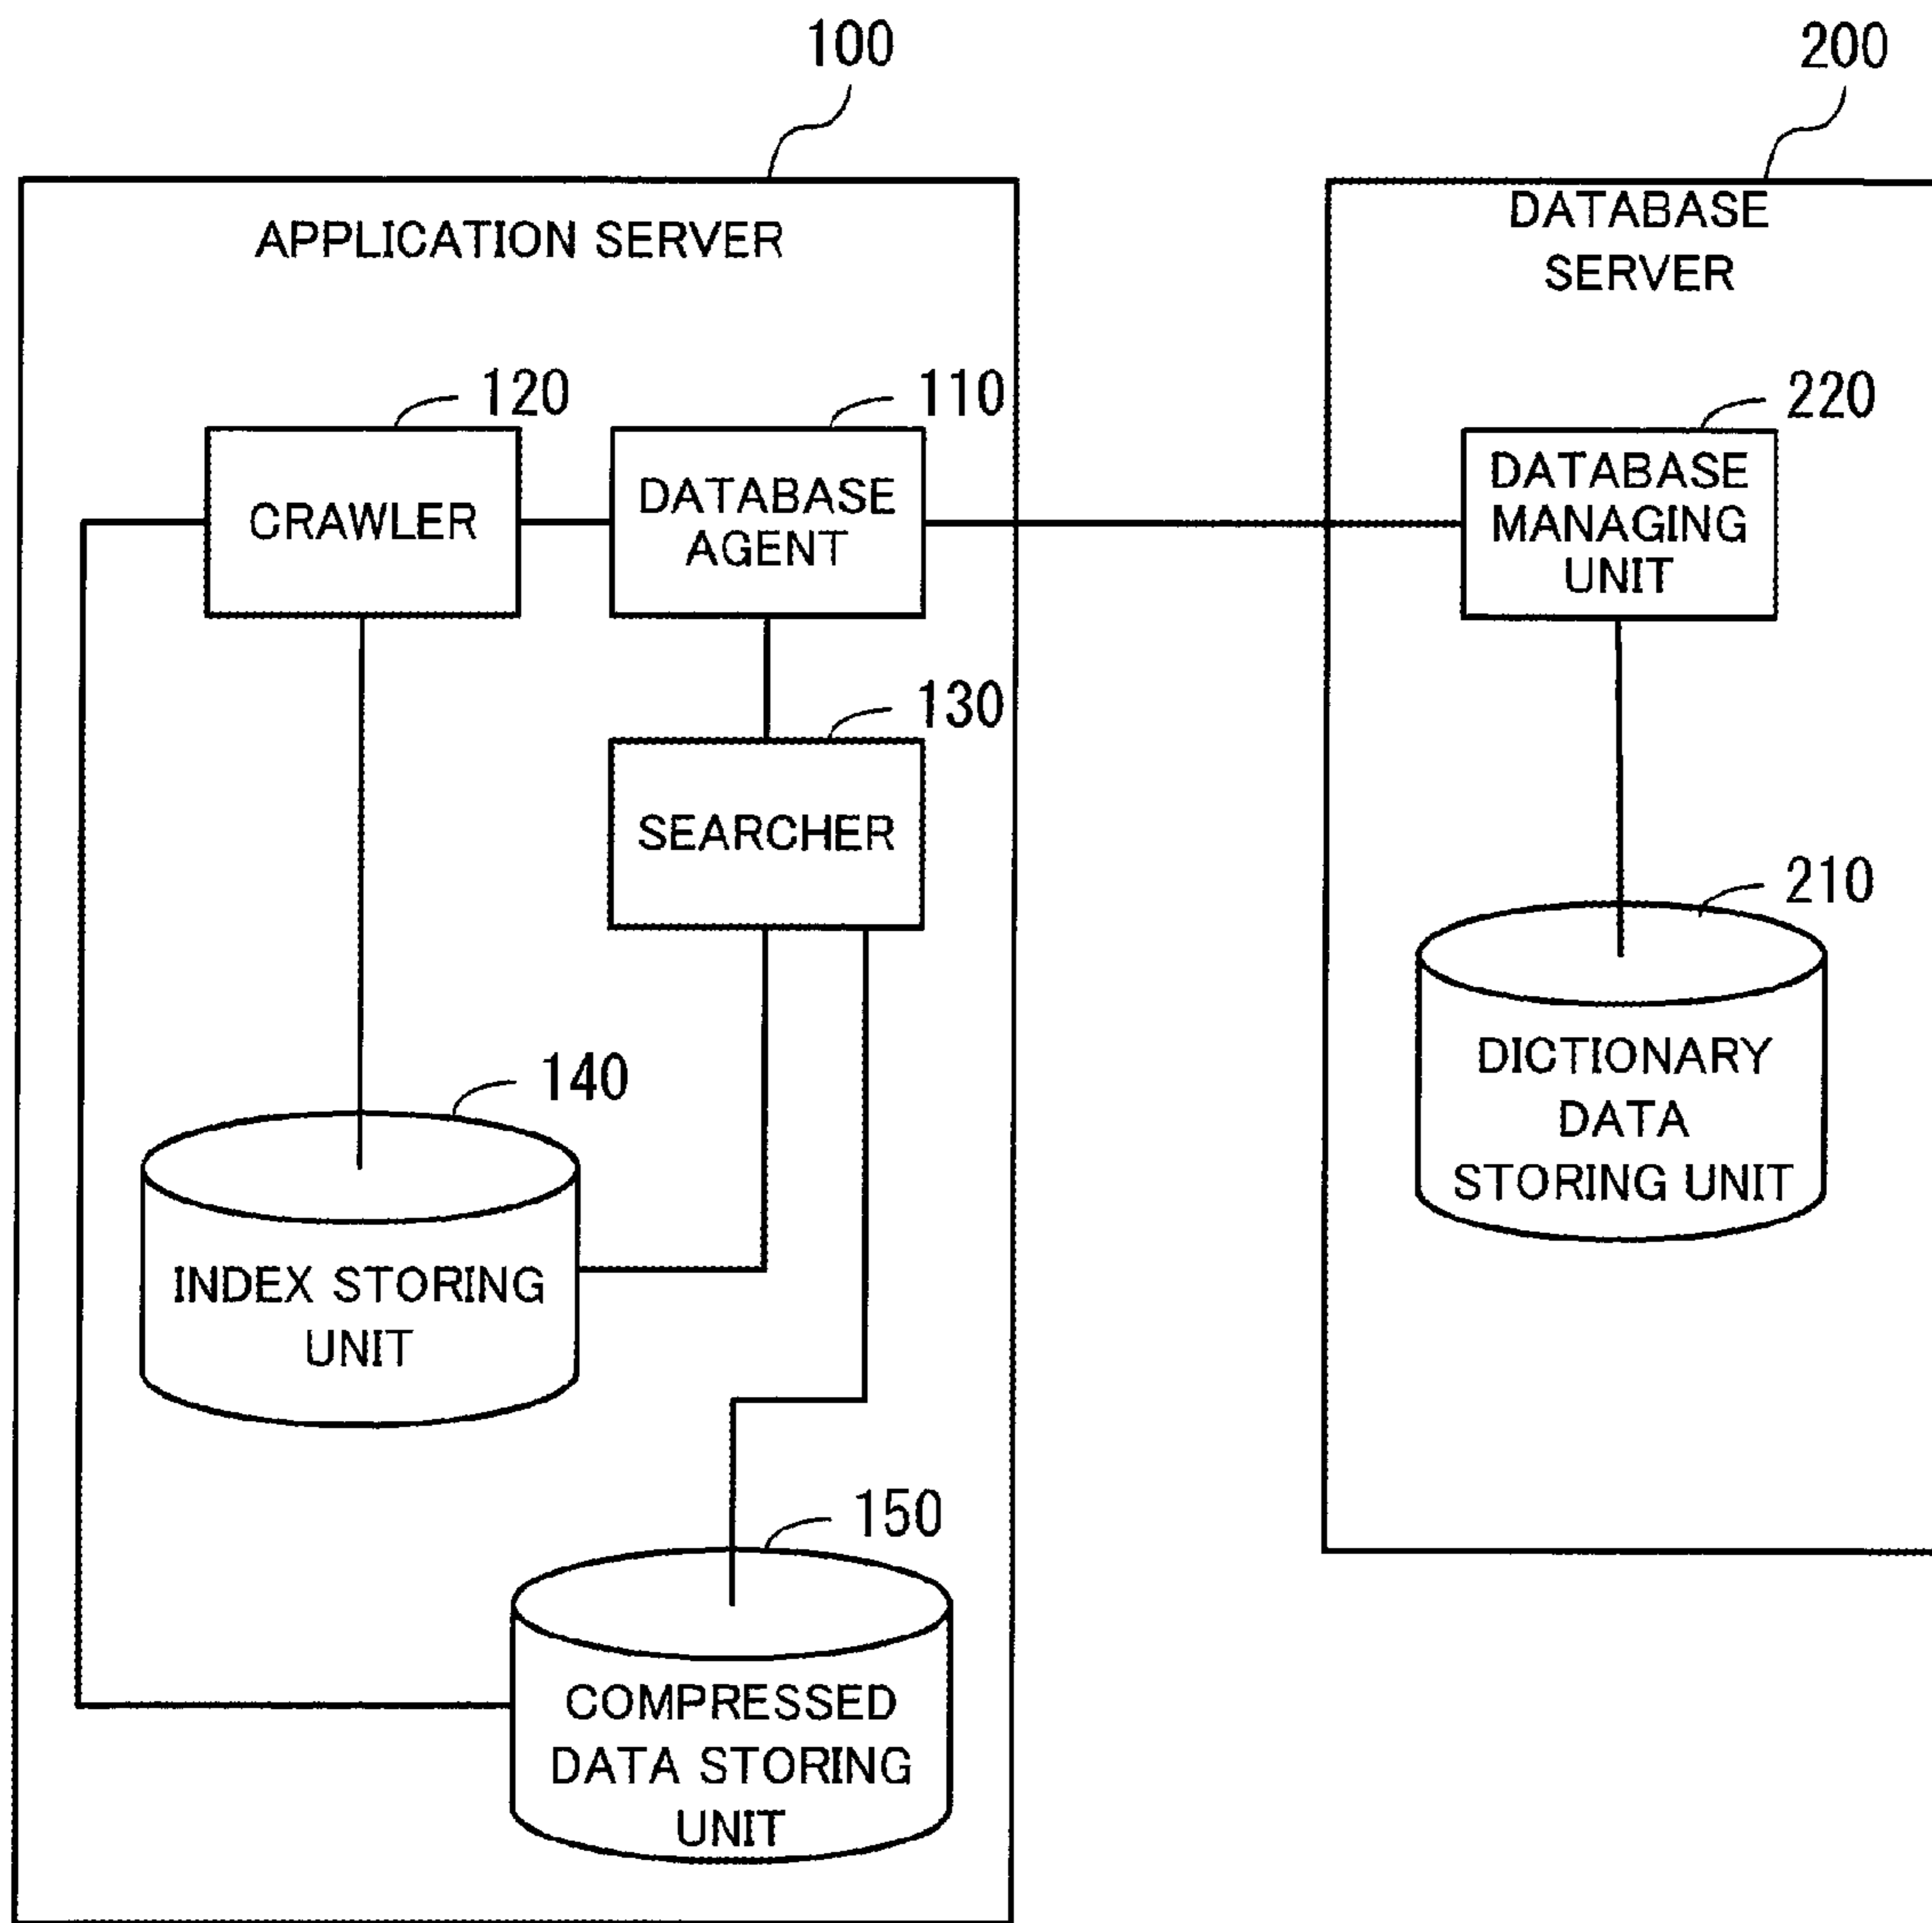 100
200
APPLICATION SERVER
DATABASE
SERVER
120
110
220
CRAWLER
DATABASE
AGENT
DATABASE
MANAGING
UNIT
130
SEARCHER
210
DICTIONARY
DATA
STORING UNIT
140
INDEX STORING
UNIT
150
COMPRESSED
DATA STORING
UNIT